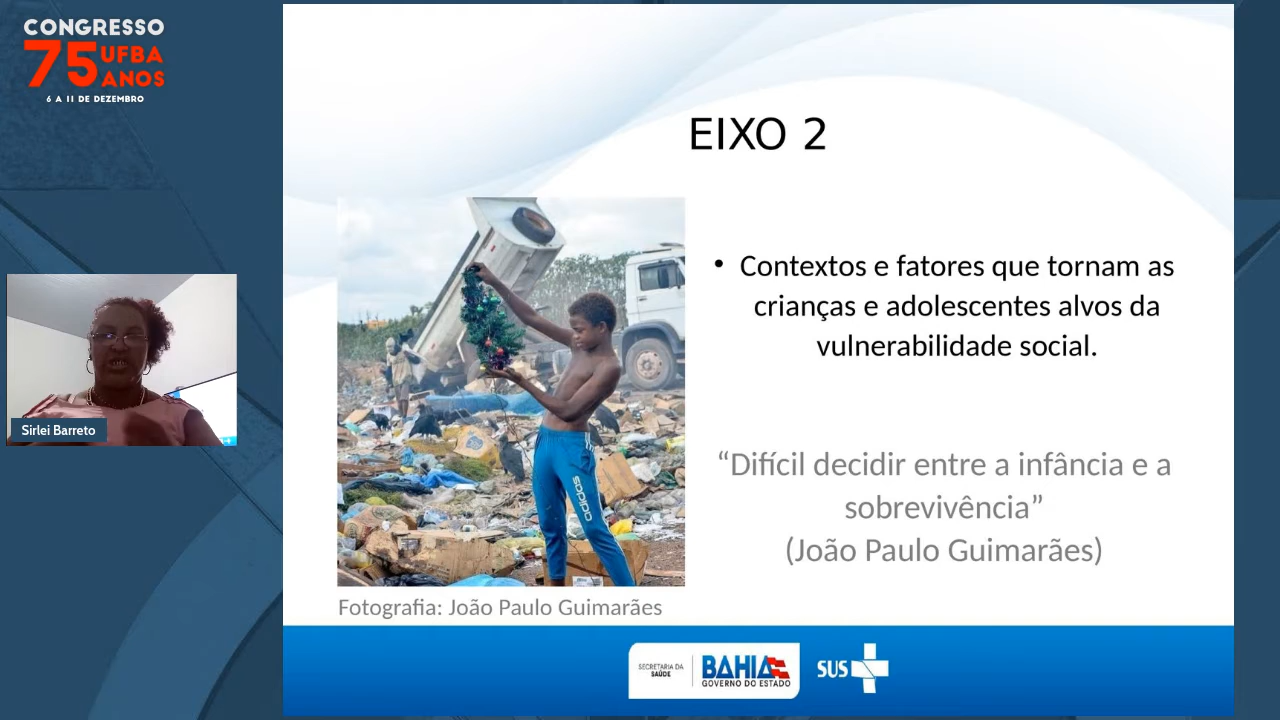 CONGRESSO
75 UFBA
ANOS
6 A 11 DE DEZEMBRO
EIXO 2
• Contextos e fatores que tornam as
crianças e adolescentes alvos da
vulnerabilidade social.
“Difícil decidir entre a infância e a
sobrevivência”
(João Paulo Guimarães)
adidas
Fotografia: João Paulo Guimarães
Sirlei Barreto
SECRETARIA DA
SAÚDE
BAHIA
GOVERNO DO ESTADO
SUS